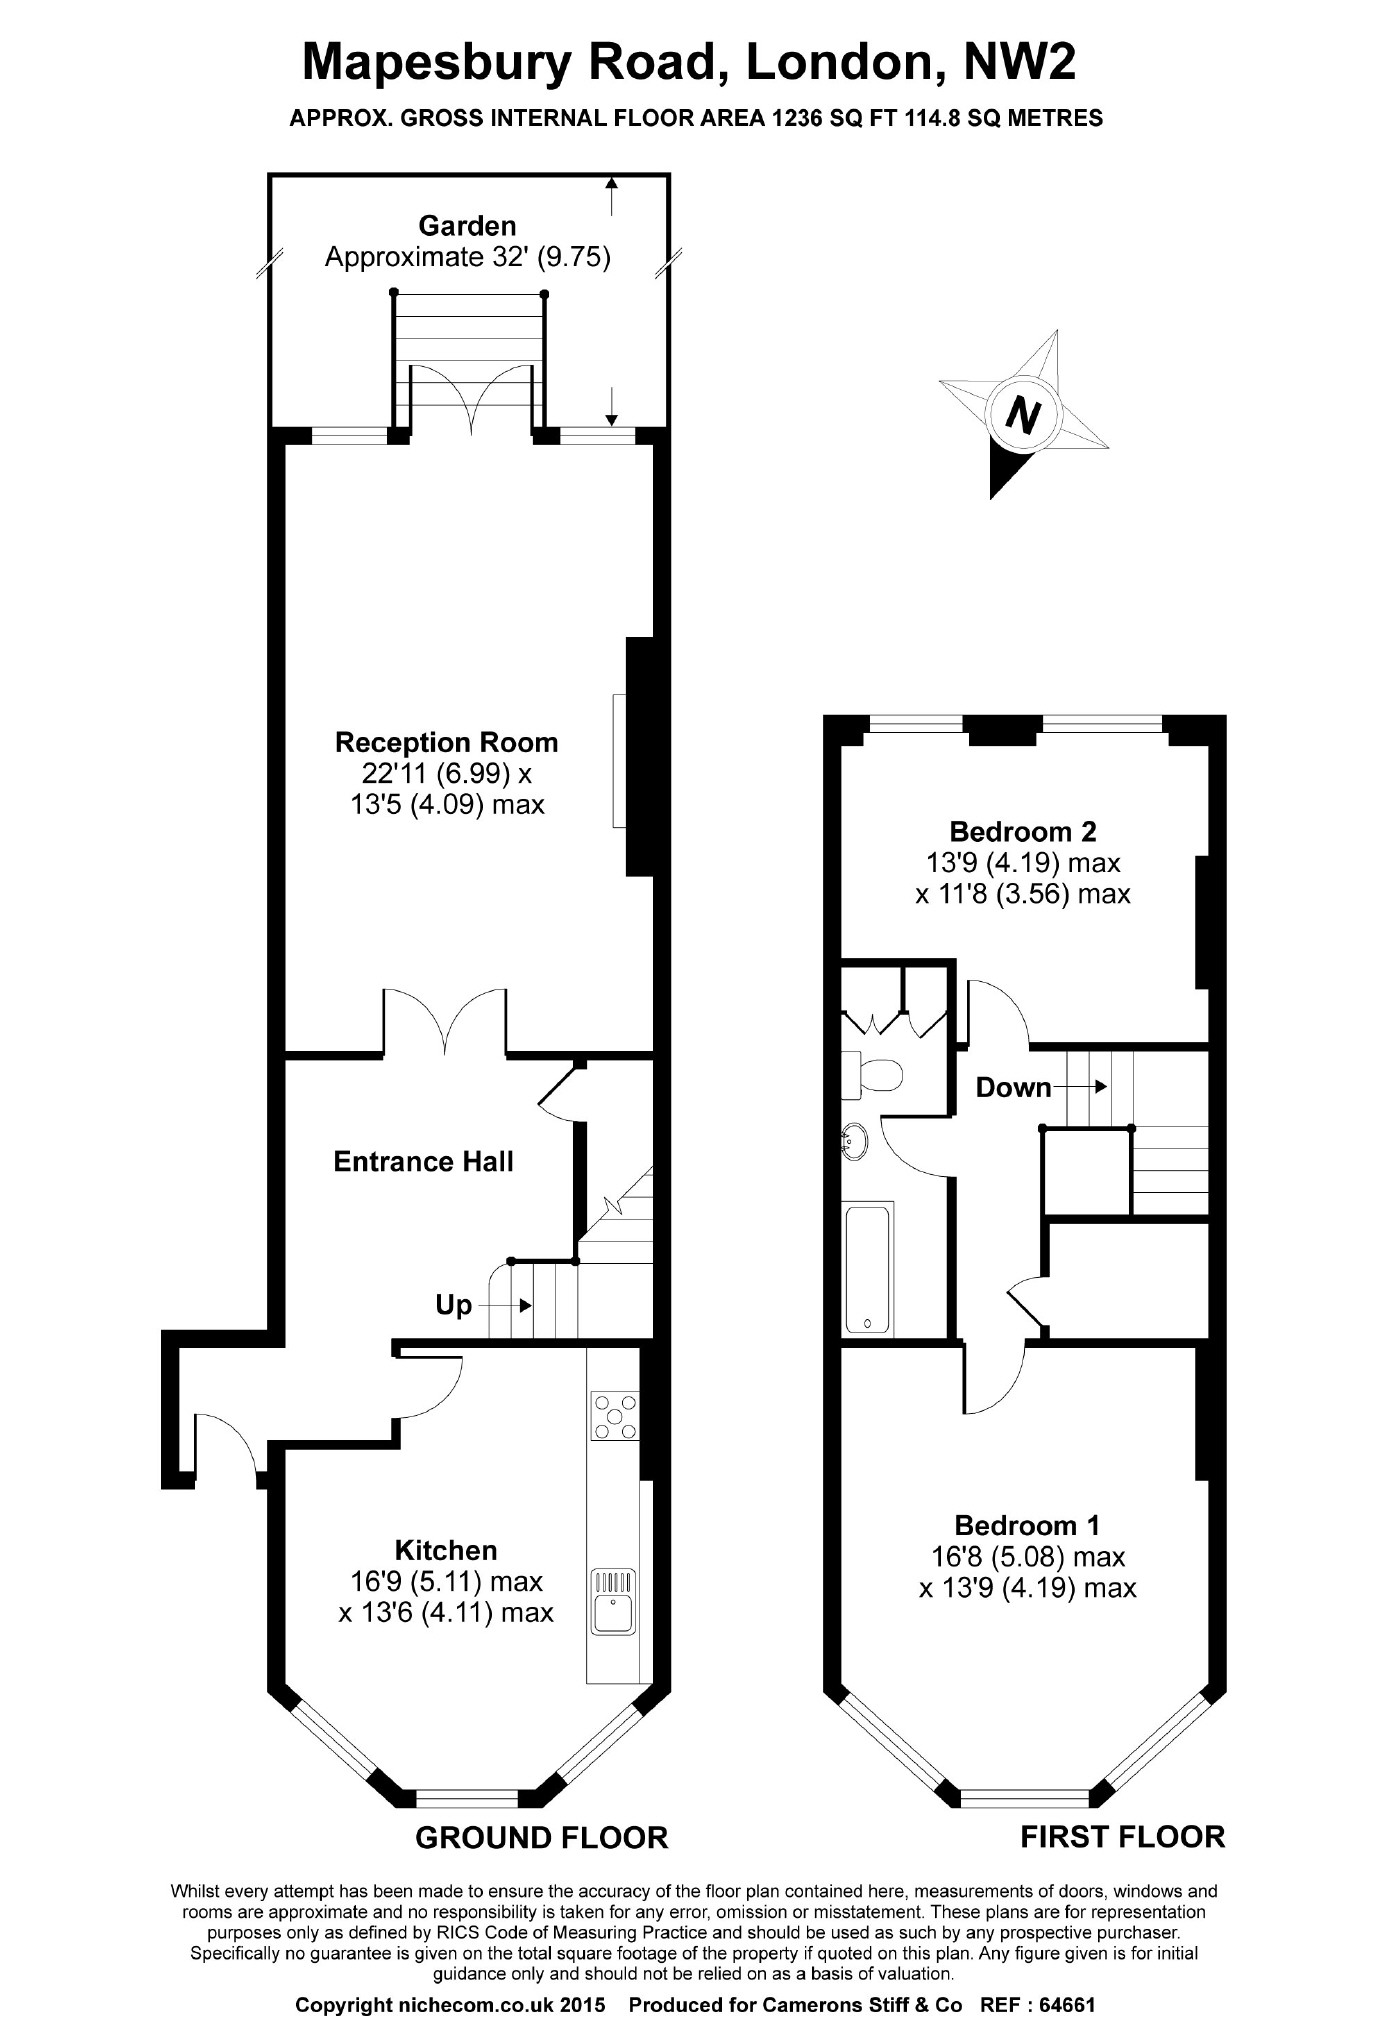 Mapesbury Road, London, NW2
APPROX. GROSS INTERNAL FLOOR AREA 1236 SQ FT 114.8 SQ METRES
Garden
Approximate 32' (9.75)
N
Reception Room
22'11 (6.99) x
13'5 (4.09) max
Bedroom 2
13'9 (4.19) max
x 11'8 (3.56) max
Down
Entrance Hall
Up
Kitchen
16'9 (5.11) max
x 13'6 (4.11) max
Bedroom 1
16'8 (5.08) max
x 13'9 (4.19) max
GROUND FLOOR
FIRST FLOOR
Whilst every attempt has been made to ensure the accuracy of the floor plan contained here, measurements of doors, windows and
rooms are approximate and no responsibility is taken for any error, omission or misstatement. These plans are for representation
purposes only as defined by RICS Code of Measuring Practice and should be used as such by any prospective purchaser.
Specifically no guarantee is given on the total square footage of the property if quoted on this plan. Any figure given is for initial
guidance only and should not be relied on as a basis of valuation.
Copyright nichecom.co.uk 2015 Produced for Camerons Stiff & Co REF : 64661